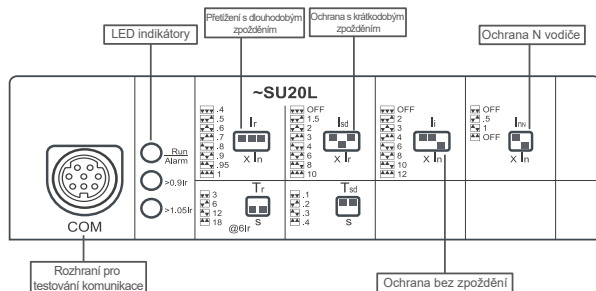 LED indikátory
Přetížení s dlouhodobým
zpožděním
Ochrana s krátkodobým
zpožděním
Ochrana N vodiče
~SU20L
Run
Alarm
>0.9Ir
>1.05Ir
COM
.4
.5
.6
.7
.8
.9
.95
1
Ir
X In
OFF
1.5
2
3
4
6
8
10
Isd
X Ir
OFF
2
3
4
6
8
10
12
Ii
X In
OFF
.5
1
OFF
INN
X In
3
6
12
18
Tr
@6Ir
S
.1
.2
.3
.4
Tsd
S
Rozhraní pro
testování komunikace
Ochrana bez zpoždění